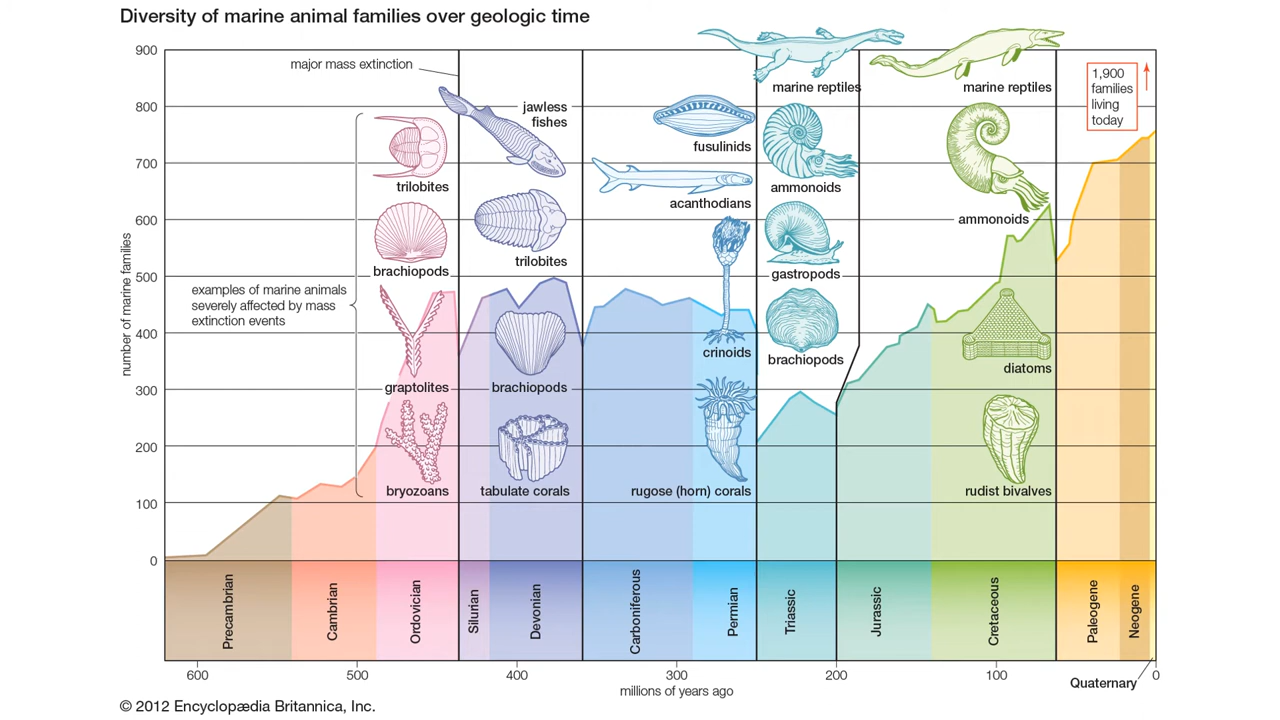 Diversity of marine animal families over geologic time
number of marine families
900
800
700
600
500
400
300
200
100
0
major mass extinction
examples of marine animals
severely affected by mass
extinction events
trilobites
brachiopods
graptolites
bryozoans
jawless
fishes
trilobites
brachiopods
tabulate corals
fusulinids
acanthodians
crinoids
rugose (horn) corals
marine reptiles
ammonoids
gastropods
brachiopods
marine reptiles
ammonoids
diatoms
rudist bivalves
1,900
families
living
today
Precambrian
Cambrian
Ordovician
Silurian
Devonian
Carboniferous
Permian
Triassic
Jurassic
Cretaceous
Paleogene
Neogene
600
500
400
300
200
100
0
Quaternary
millions of years ago
© 2012 Encyclopædia Britannica, Inc.